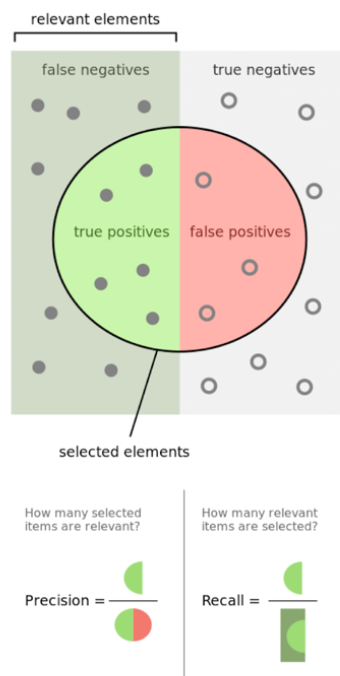 relevant elements
false negatives
true negatives
true positives
false positives
selected elements
How many selected
items are relevant?
How many relevant
items are selected?
Precision =
Recall =